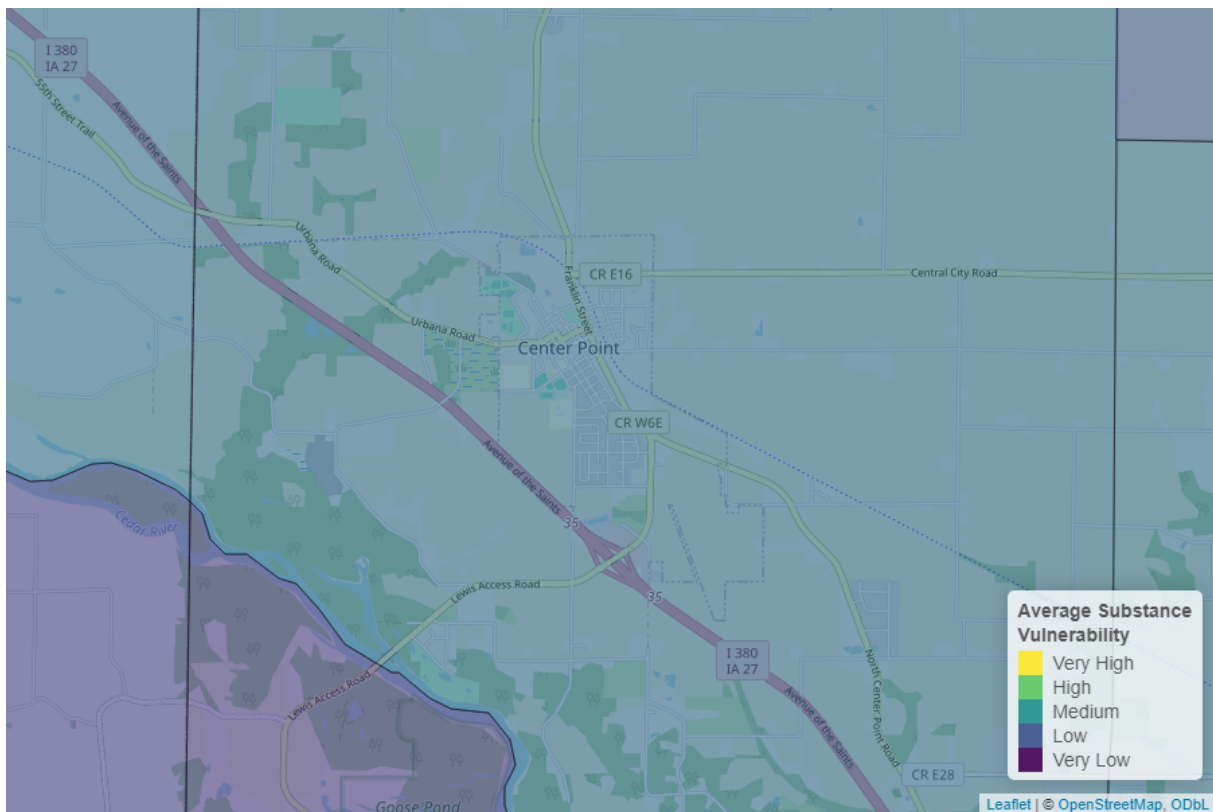 I 380
IA 27
55th Street Trail
Avenue of the Saints
Urbana Road
Franklin Street
CR E16
Central City Road
Urbana Road
Center Point
CR W6E
Avenue of the Saints
Cedar River
35
Lewis Access Road
35
I 380
IA 27
Lewis Access Road
North Center Point Road
Avenue of the Saints
CR E28
Goose Pond
Average Substance
Vulnerability
Very High
High
Medium
Low
Very Low
Leaflet | © OpenStreetMap, ODbL